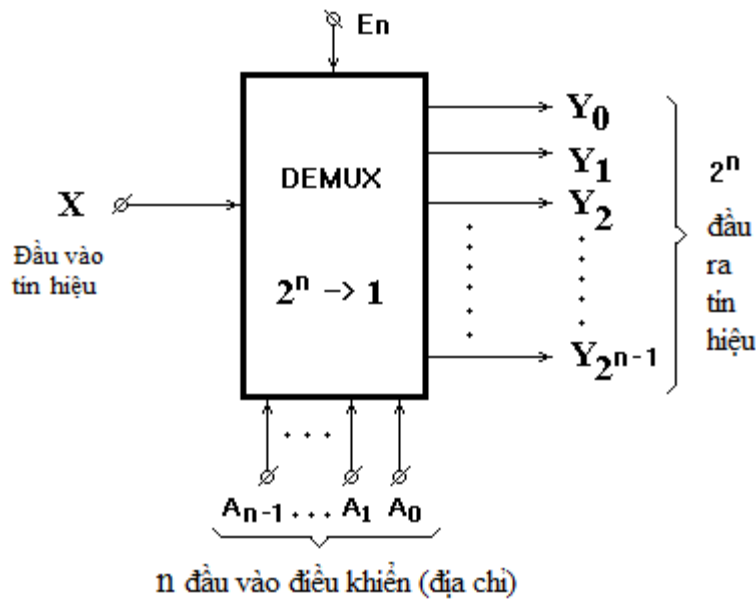 En
Y₀
Y₁
DEMUX
2ⁿ
X
Y₂
đầu
Đầu vào
tín hiệu
ra
2ⁿ -> 1
tín
hiệu
Y₂ⁿ⁻¹
Aₙ₋₁ . . . A₁ A₀
n đầu vào điều khiển (địa chỉ)